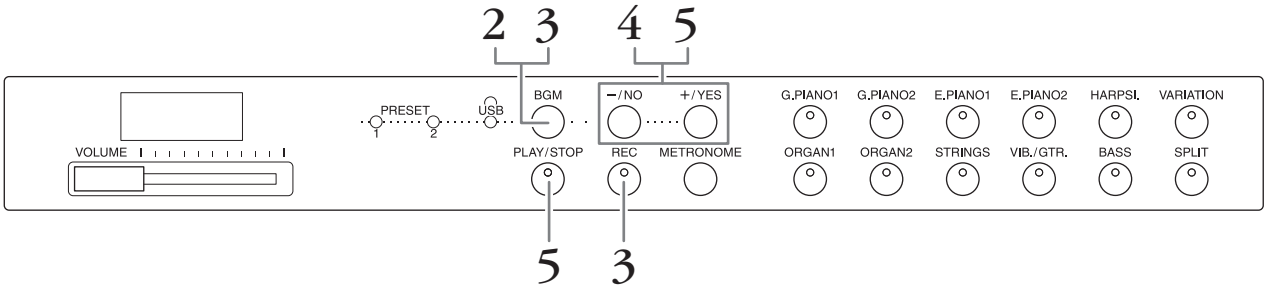 2 3 4 5
BGM −/NO +/YES G.PIANO1 G.PIANO2 E.PIANO1 E.PIANO2 HARPSI. VARIATION
PRESET USB
1 2
VOLUME PLAY/STOP REC METRONOME ORGAN1 ORGAN2 STRINGS VIB./GTR. BASS SPLIT
5 3